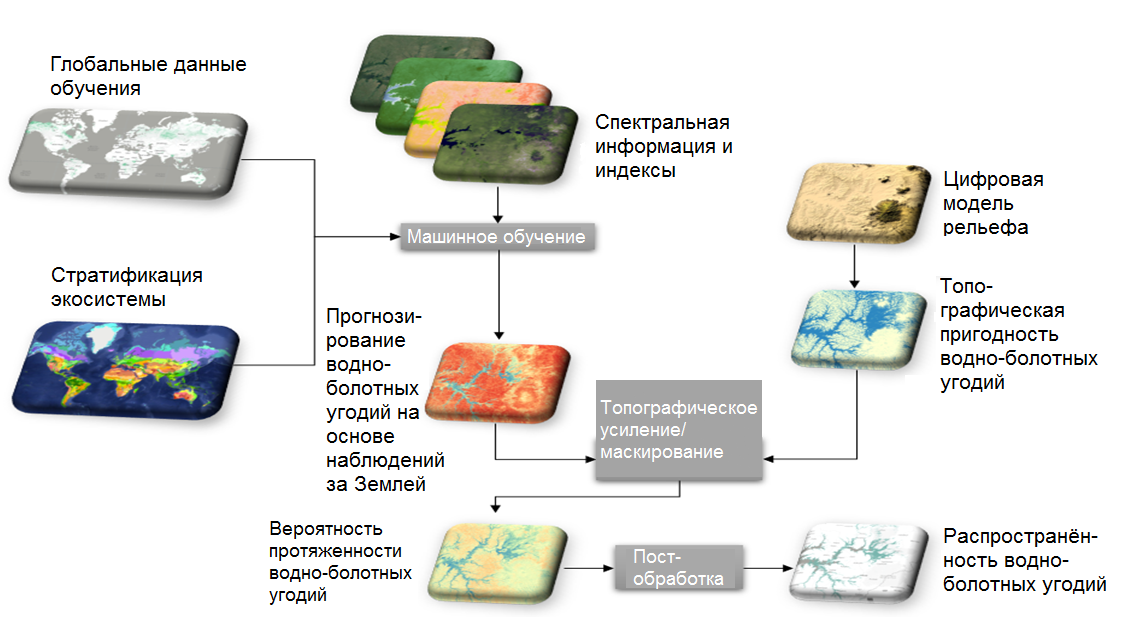 Глобальные данные
обучения
Спектральная
информация и
индексы
Цифровая
модель
рельефа
Машинное обучение
Стратификация
экосистемы
Топо-
графическая
пригодность
водно-болотных
угодий
Прогнози-
рование
водно-
болотных
угодий на
основе
наблюдений
за Землей
Топографическое
усиление/
маскирование
Вероятность
протяженности
водно-болотных
угодий
Пост-
обработка
Распространён-
ность водно-
болотных угодий